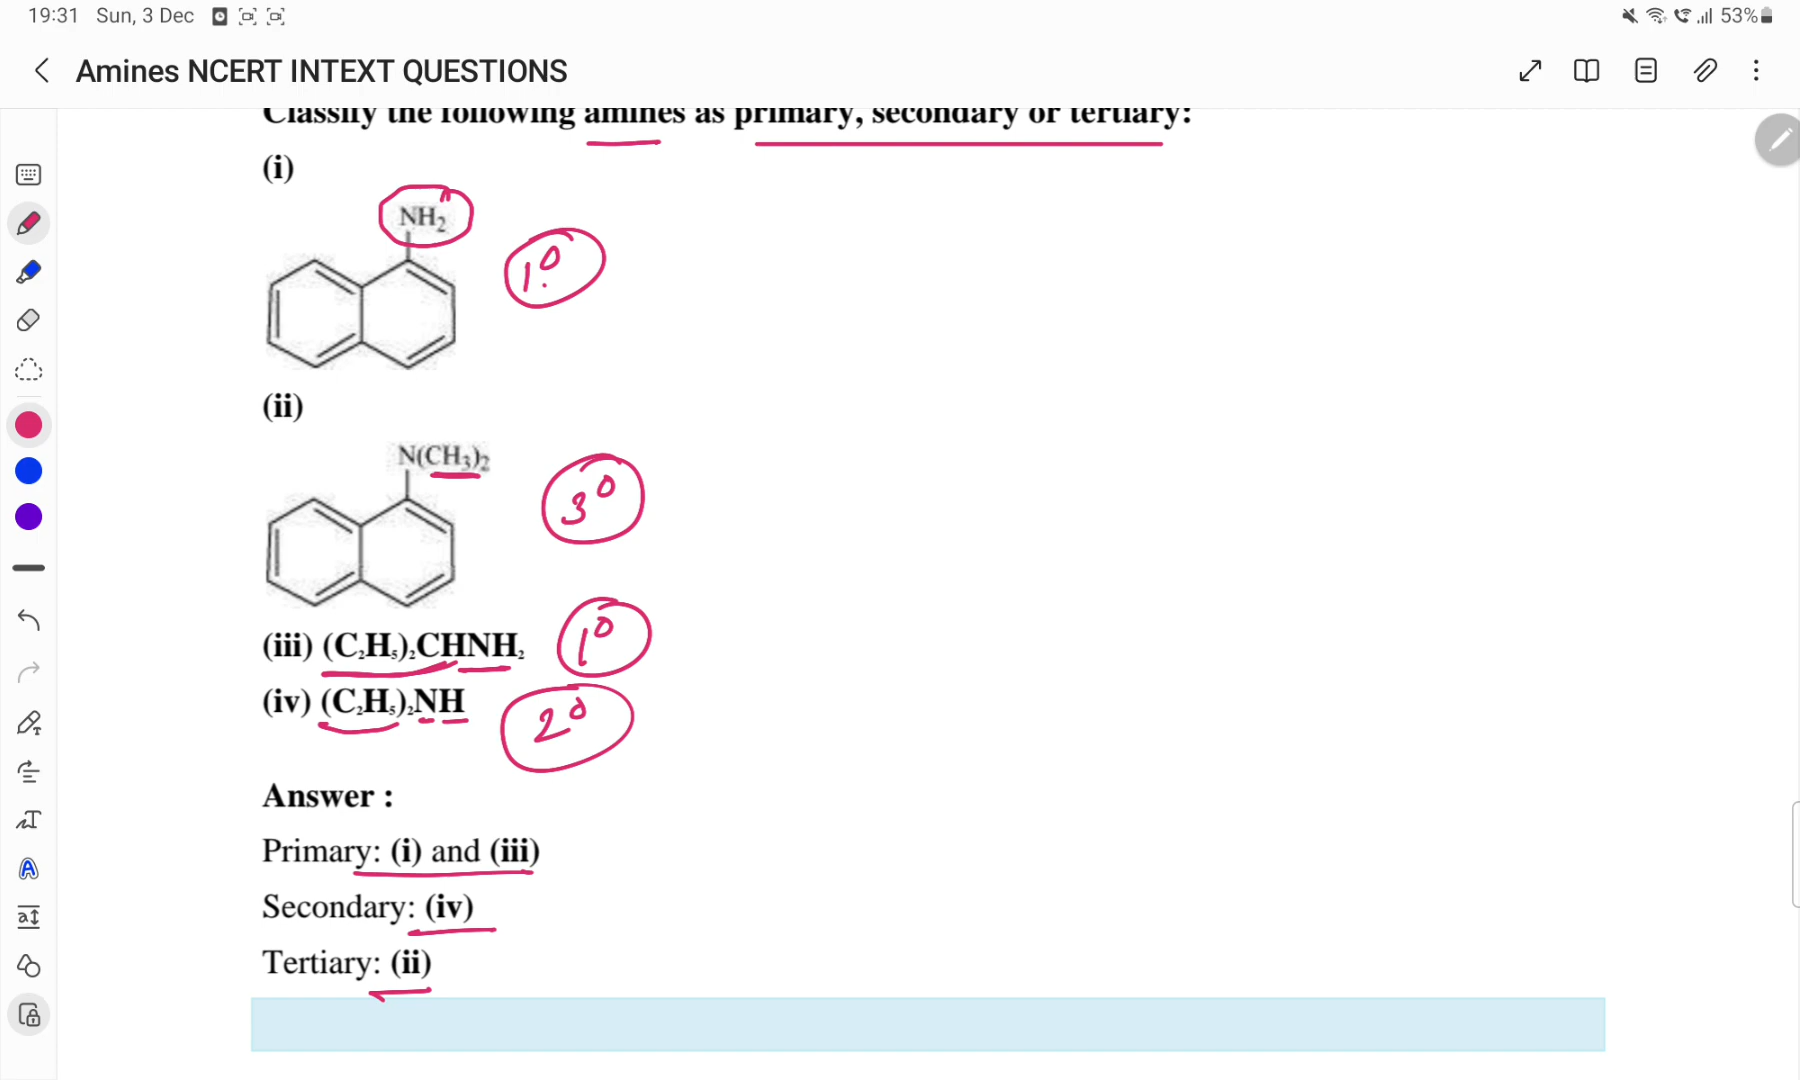 19:31 Sun, 3 Dec
53%
Amines NCERT INTEXT QUESTIONS
Classify the following amines as primary, secondary or tertiary:
(i)
NH₂
1°
(ii)
N(CH₃)₂
3°
(iii) (C₂H₅)₂CHNH₂
1°
(iv) (C₂H₅)₂NH
2°
Answer :
Primary: (i) and (iii)
Secondary: (iv)
Tertiary: (ii)